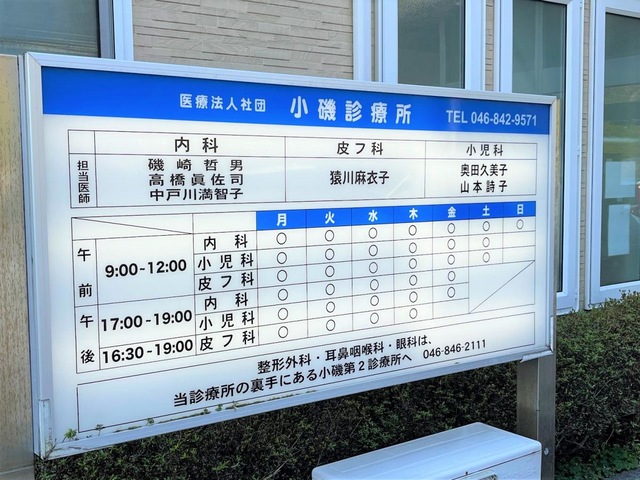 医療法人社団 小磯診療所 TEL 046-842-9571
内科 皮フ科 小児科
担当医師
磯崎哲男
高橋眞佐司
中戸川満智子
猿川麻衣子
奥田久美子
山本詩子
月 火 水 木 金 土 日
午前 9:00-12:00
内科 ○ ○ ○ ○ ○ ○ ○
小児科 ○ ○ ○ ○ ○ ○
皮フ科 ○ ○ ○ ○ ○ ○
午後 17:00-19:00
内科 ○ ○ ○ ○ ○
小児科 ○ ○ ○ ○ ○
16:30-19:00 皮フ科 ○ ○ ○ ○
整形外科・耳鼻咽喉科・眼科は、
当診療所の裏手にある小磯第2診療所へ 046-846-2111